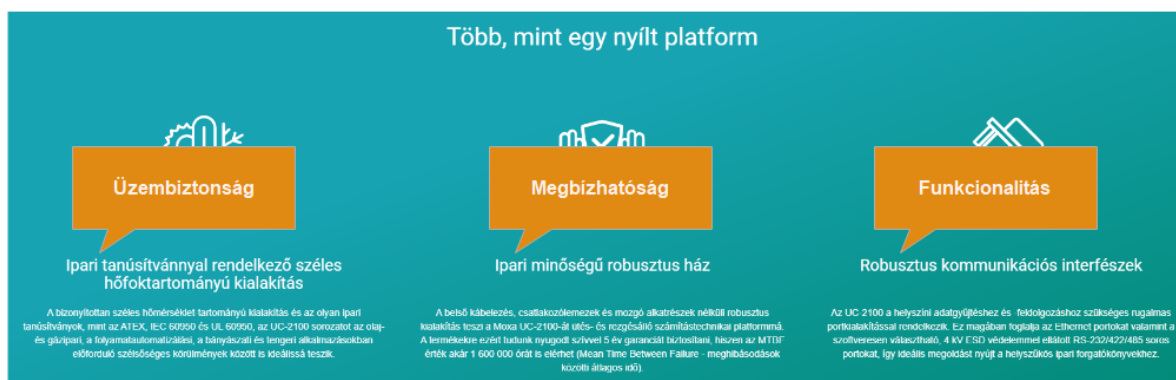 Több, mint egy nyílt platform
Üzembiztonság
Ipari tanúsítvánnyal rendelkező széles
hőfoktartományú kialakítás
A bizonyítottan széles hőmérséklet tartományú kialakítás és az olyan ipari
tanúsítványok, mint az ATEX, IEC 60950 és UL 60950, az UC-2100 sorozatot az olaj-
és gázipari, a folyamatautomatizálási, a bányászati és tengeri alkalmazásokban
előforduló szélsőséges körülmények között is ideálissá teszik.
Megbízhatóság
Ipari minőségű robusztus ház
A belső kábelezés, csatlakozólemezek és mozgó alkatrészek nélküli robusztus
kialakítás teszi a Moxa UC-2100-át ütés- és rezgésálló számítástechnikai platformmá.
A termékekre ezért tudunk nyugodt szívvel 5 év garanciát biztosítani, hiszen az MTBF
érték akár 1 600 000 órát is elérhet (Mean Time Between Failure - meghibásodások
közötti átlagos idő).
Funkcionalitás
Robusztus kommunikációs interfészek
Az UC 2100 a helyszíni adatgyűjtéshez és -feldolgozáshoz szükséges rugalmas
portkialakítással rendelkezik. Ez magában foglalja az Ethernet portokat valamint a
szoftveresen választható, 4 kV ESD védelemmel ellátott RS-232/422/485 soros
portokat, így ideális megoldást nyújt a helyszűkös ipari forgatókönyvekhez.